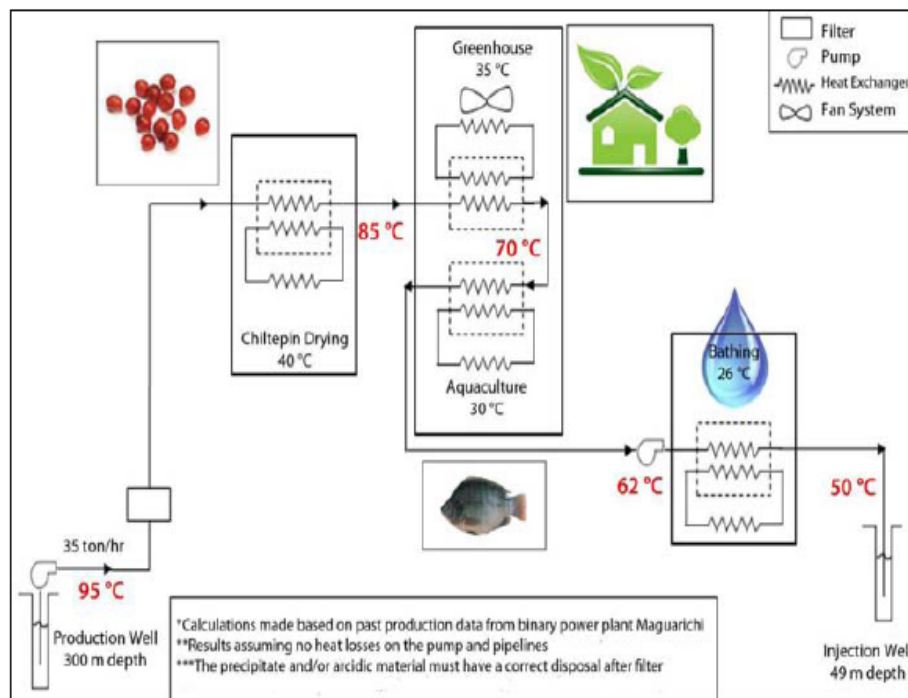 Filter
Pump
Heat Exchanger
Fan System
Greenhouse
35 °C
85 °C
70 °C
Chiltepin Drying
40 °C
Aquaculture
30 °C
Bathing
26 °C
62 °C
50 °C
35 ton/hr
95 °C
Production Well
300 m depth
*Calculations made based on past production data from binary power plant Maguarichi
**Results assuming no heat losses on the pump and pipelines
***The precipitate and/or arcidic material must have a correct disposal after filter
Injection Well
49 m depth